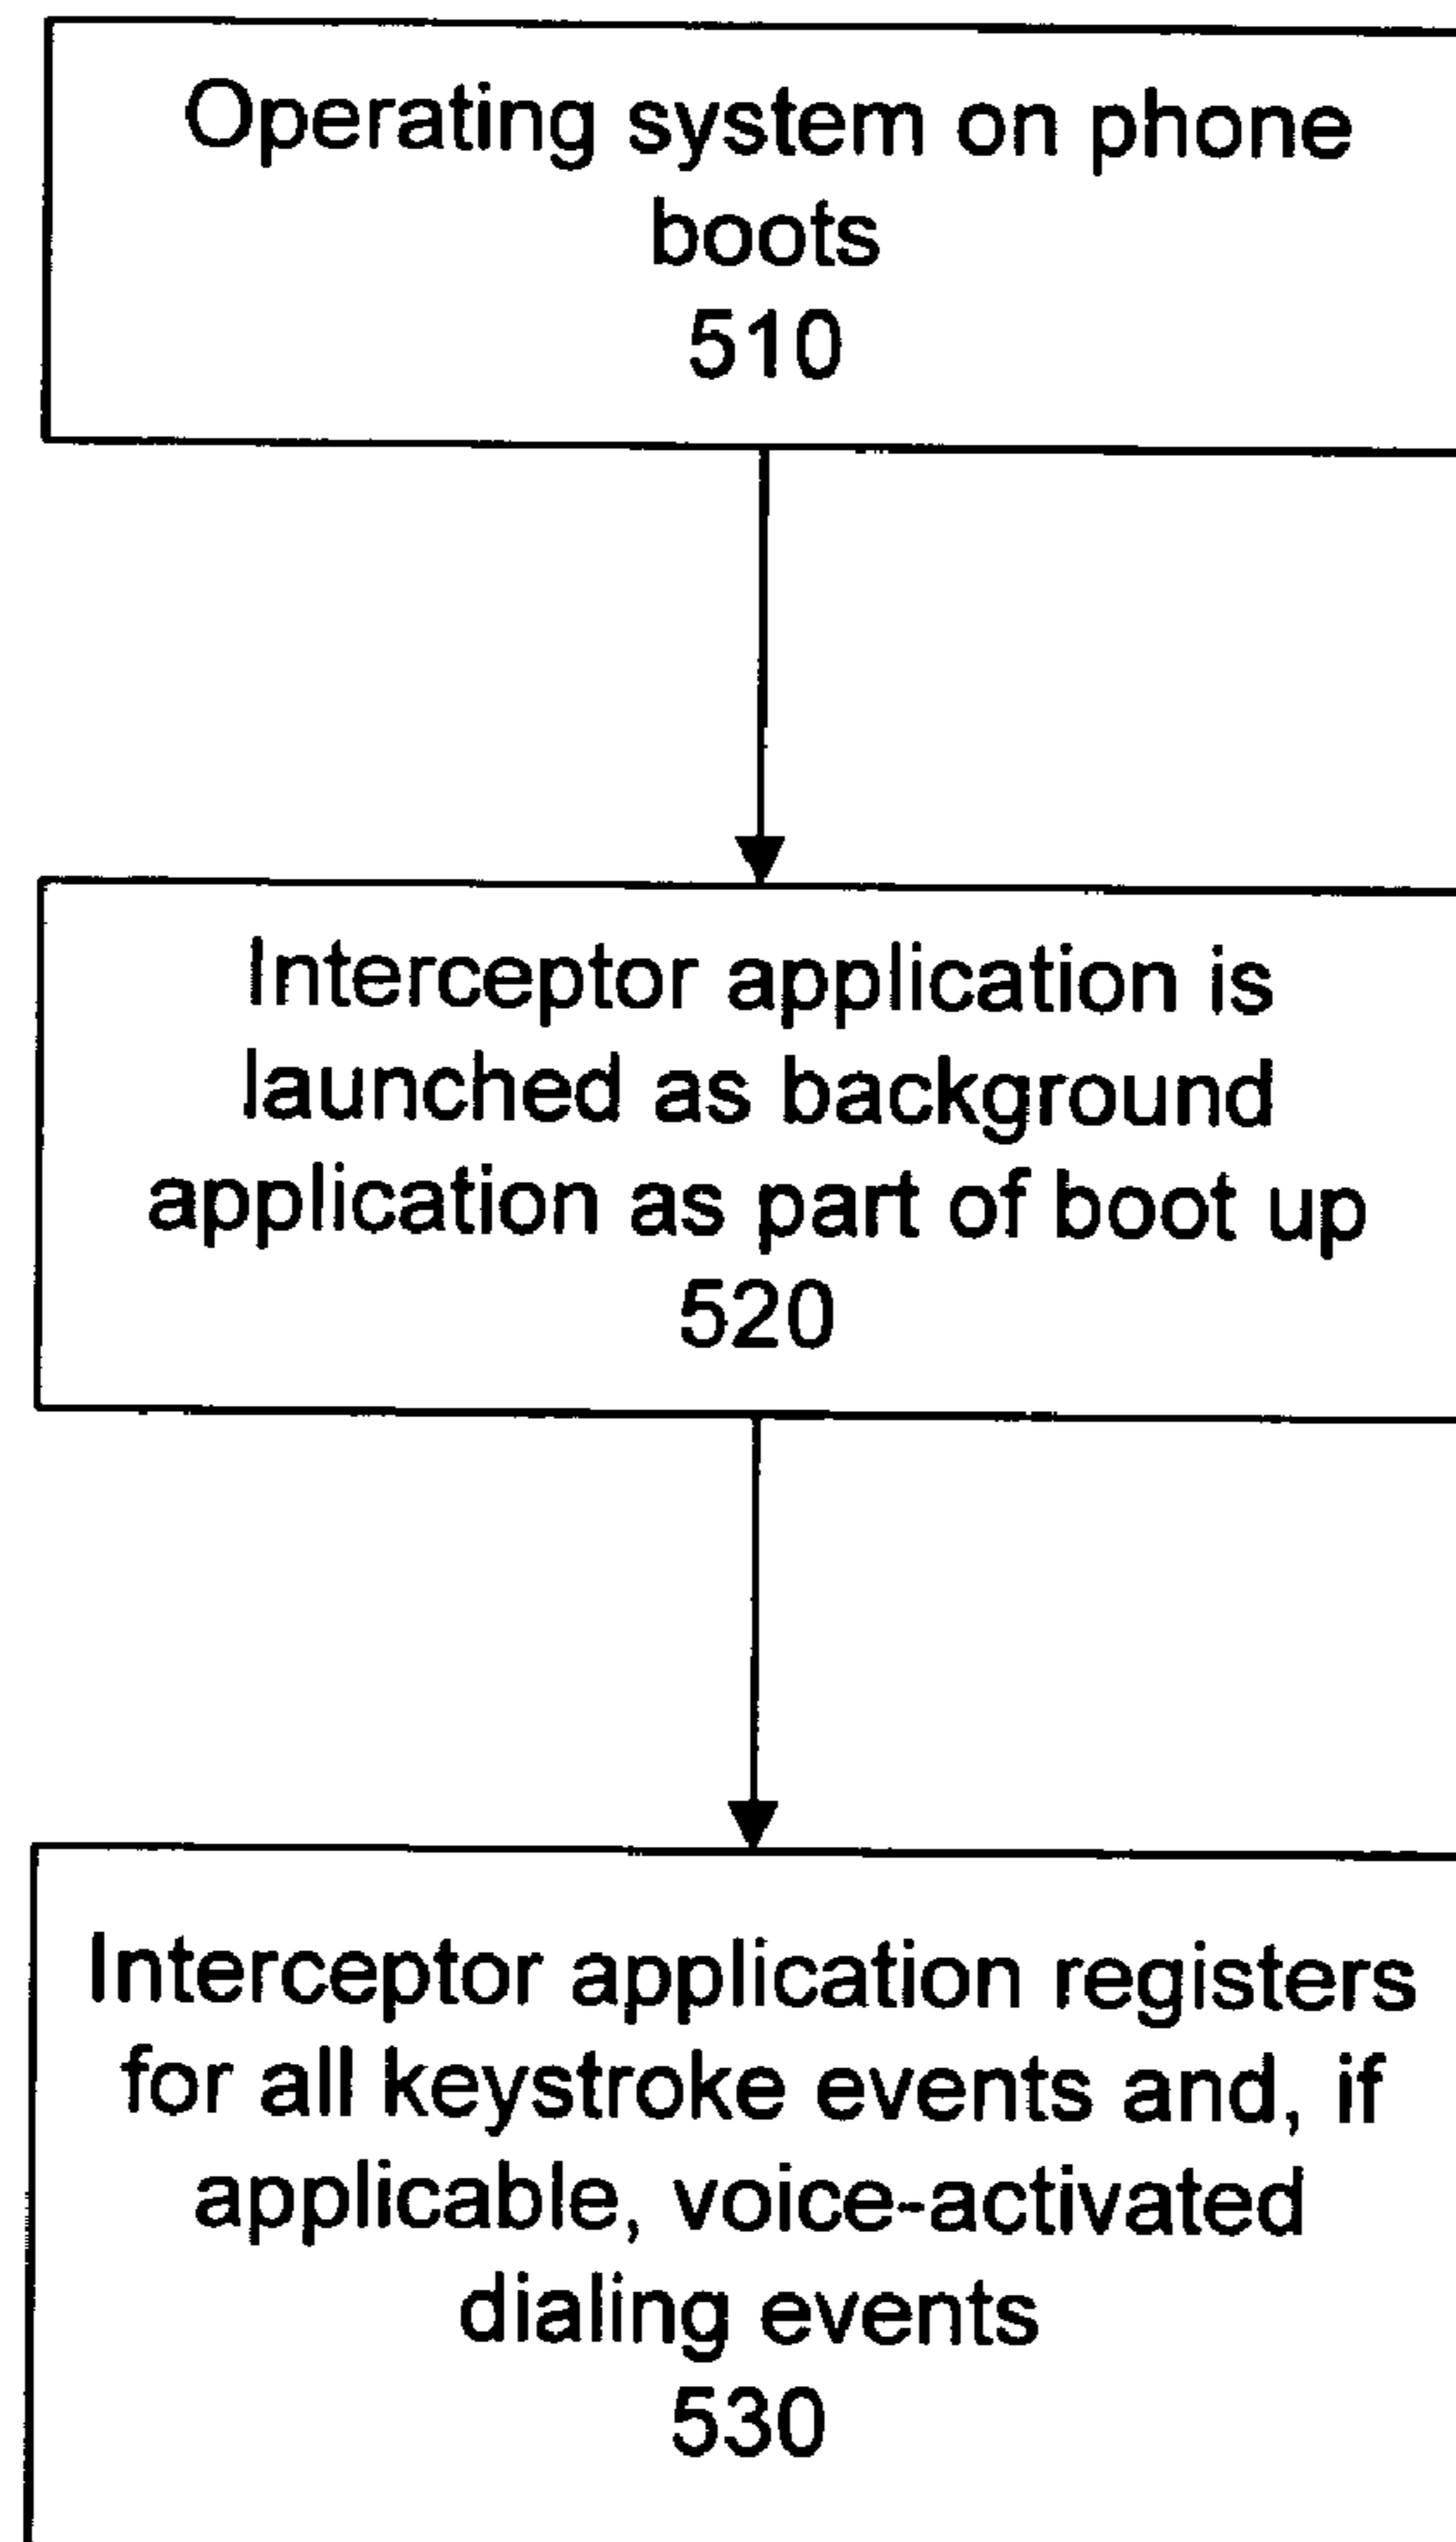 Operating system on phone
boots
510
Interceptor application is
launched as background
application as part of boot up
520
Interceptor application registers
for all keystroke events and, if
applicable, voice-activated
dialing events
530